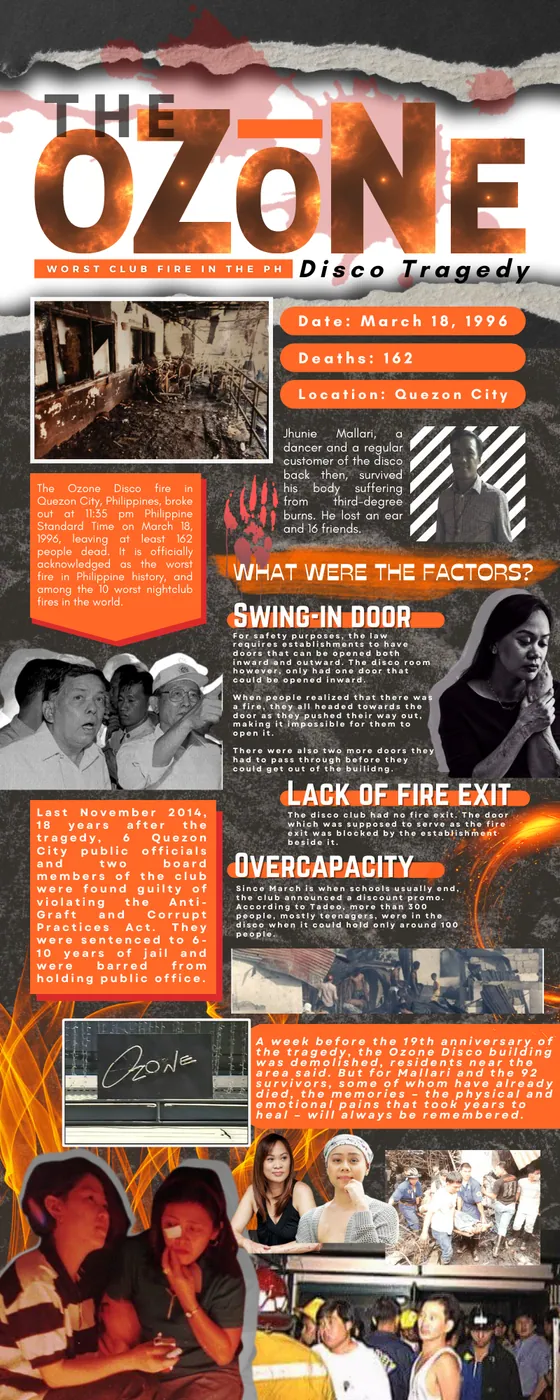 THE
OZONE
WORST CLUB FIRE IN THE PH
Disco Tragedy
Date: March 18, 1996
Deaths: 162
Location: Quezon City
Jhunie Mallari, a
dancer and a regular
customer of the disco
back then, survived
his body suffering
from third-degree
burns. He lost an ear
and 16 friends.
The Ozone Disco fire in
Quezon City, Philippines, broke
out at 11:35 pm Philippine
Standard Time on March 18,
1996, leaving at least 162
people dead. It is officially
acknowledged as the worst
fire in Philippine history, and
among the 10 worst nightclub
fires in the world.
WHAT WERE THE FACTORS?
SWING-IN DOOR
For safety purposes, the law
requires establishments to have
doors that can be opened both
inward and outward. The disco room
however, only had one door that
could be opened inward.
When people realized that there was
a fire, they all headed towards the
door as they pushed their way out,
making it impossible for them to
open it.
There were also two more doors they
had to pass through before they
could get out of the builidng.
LACK OF FIRE EXIT
The disco club had no fire exit. The door
which was supposed to serve as the fire
exit was blocked by the establishment
beside it.
OVERCAPACITY
Since March is when schools usually end,
the club announced a discount promo.
According to Tadeo, more than 300
people, mostly teenagers, were in the
disco when it could hold only around 100
people.
Last November 2014,
18 years after the
tragedy, 6 Quezon
City public officials
and two board
members of the club
were found guilty of
violating the Anti-
Graft and Corrupt
Practices Act. They
were sentenced to 6-
10 years of jail and
were barred from
holding public office.
OZONE
A week before the 19th anniversary of
the tragedy, the Ozone Disco building
was demolished, residents near the
area said. But for Mallari and the 92
survivors, some of whom have already
died, the memories – the physical and
emotional pains that took years to
heal – will always be remembered.